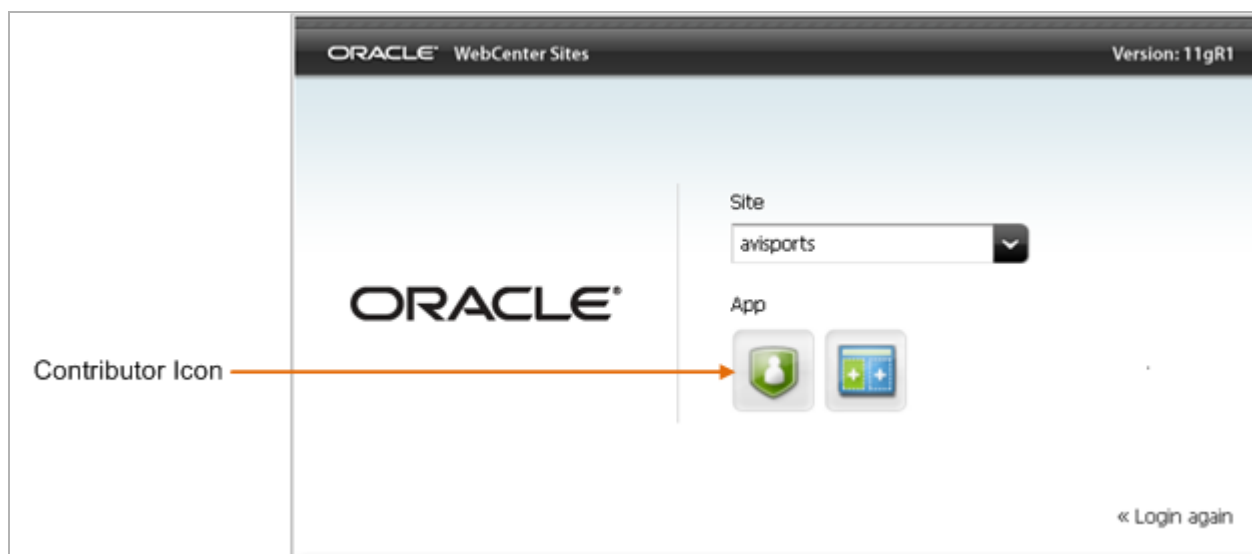 ORACLE® WebCenter Sites
Version: 11gR1
Site
avisports
ORACLE®
App
Contributor Icon
« Login again